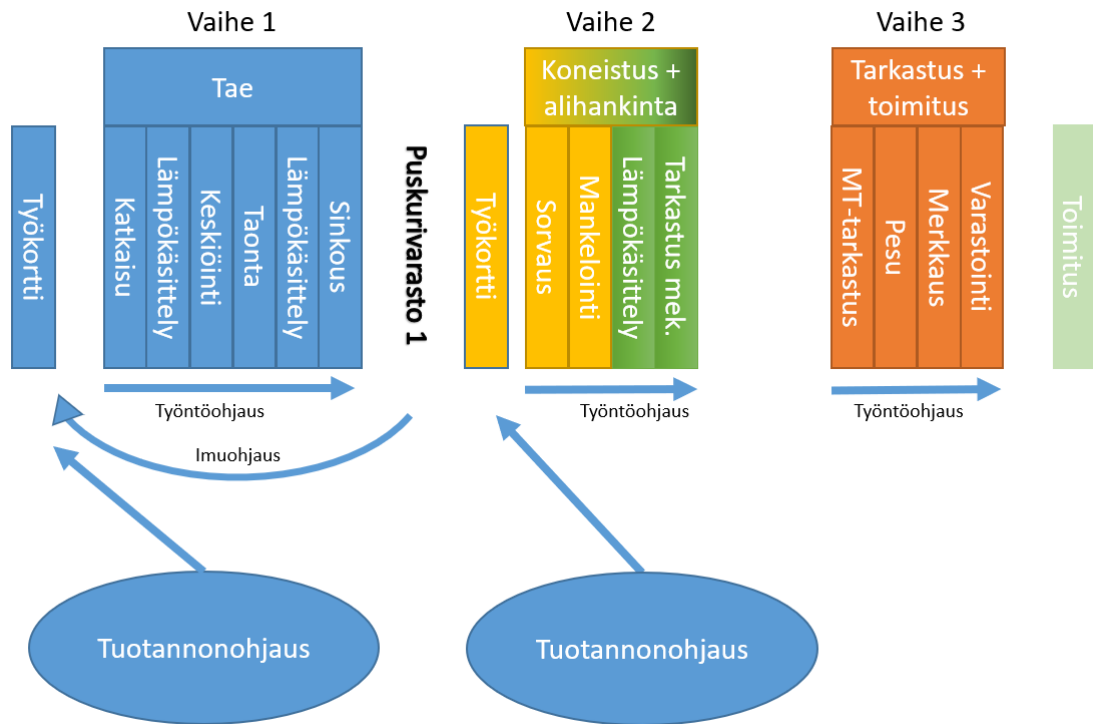 Vaihe 1
Vaihe 2
Vaihe 3
Tae
Koneistus +
alihankinta
Tarkastus +
toimitus
Työkortti
Katkaisu
Lämpökäsittely
Keskiöinti
Taonta
Lämpökäsittely
Sinkous
Puskurivarasto 1
Työkortti
Sorvaus
Mankelointi
Lämpökäsittely
Tarkastus mek.
MT-tarkastus
Pesu
Merkkaus
Varastointi
Toimitus
Työntöohjaus
Työntöohjaus
Työntöohjaus
Imuohjaus
Tuotannonohjaus
Tuotannonohjaus